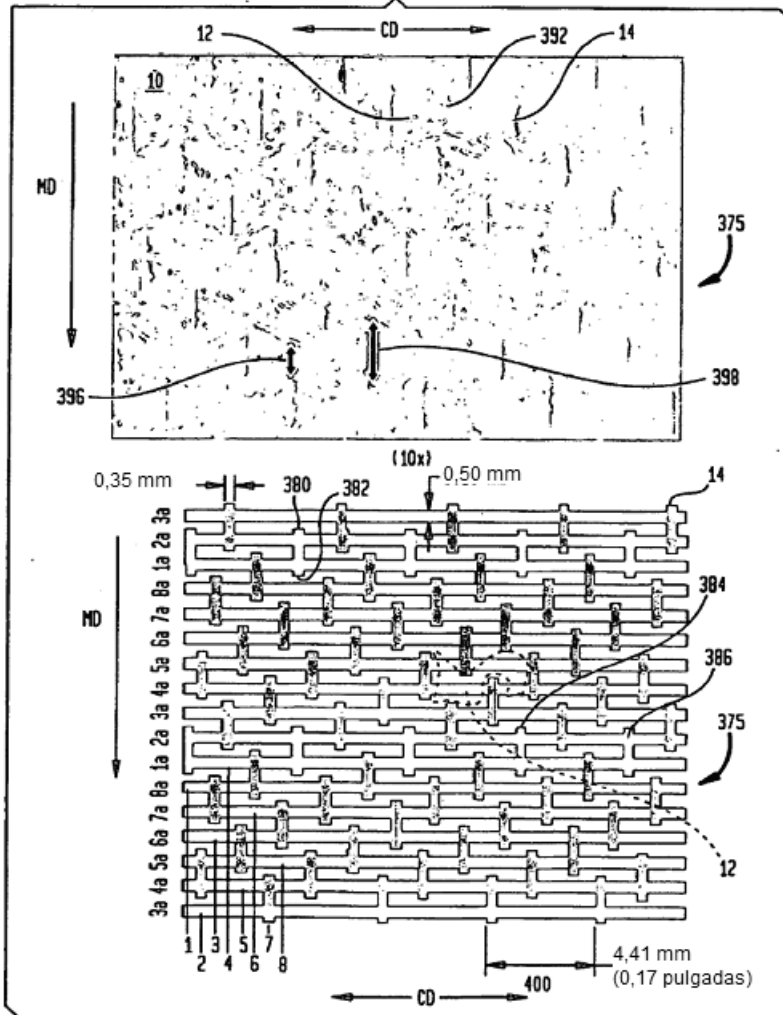 CD
12
392
14
10
MD
375
396
398
(10x)
0,35 mm
380
382
0,50 mm
14
3a
2a
1a
8a
7a
6a
5a
4a
3a
2a
1a
8a
7a
6a
5a
4a
3a
MD
384
386
375
12
1
2
3
4
5
6
7
8
4,41 mm
(0,17 pulgadas)
400
CD